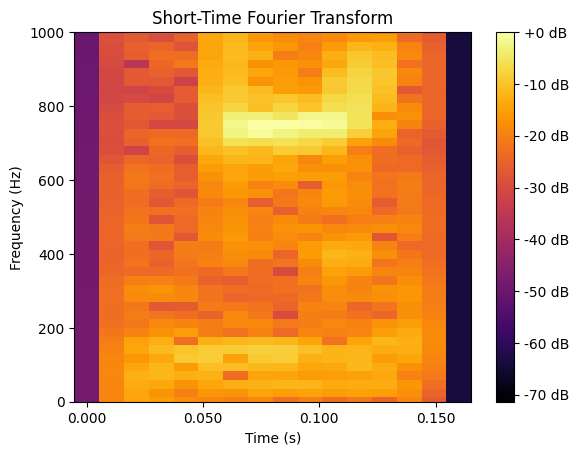 Short-Time Fourier Transform
1000
800
600
400
200
0
Frequency (Hz)
0.000
0.050
0.100
0.150
Time (s)
+0 dB
-10 dB
-20 dB
-30 dB
-40 dB
-50 dB
-60 dB
-70 dB